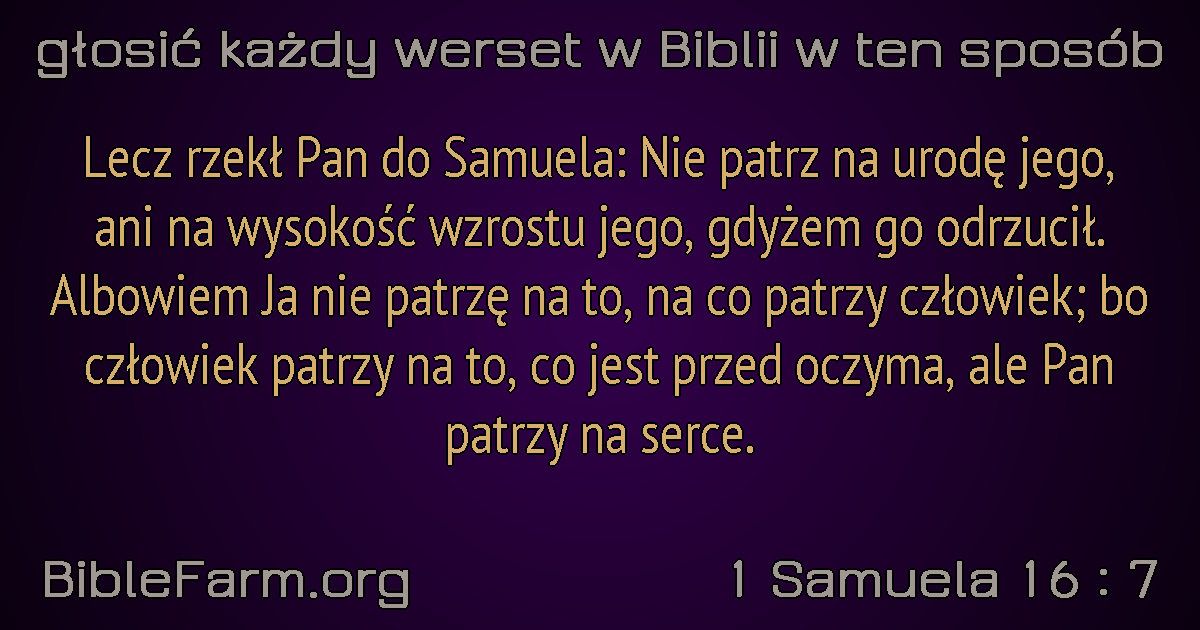 głosić każdy werset w Biblii w ten sposób
Lecz rzekł Pan do Samuela: Nie patrz na urodę jego,
ani na wysokość wzrostu jego, gdyżem go odrzucił.
Albowiem Ja nie patrzę na to, na co patrzy człowiek; bo
człowiek patrzy na to, co jest przed oczyma, ale Pan
patrzy na serce.
BibleFarm.org
1 Samuela 16 : 7